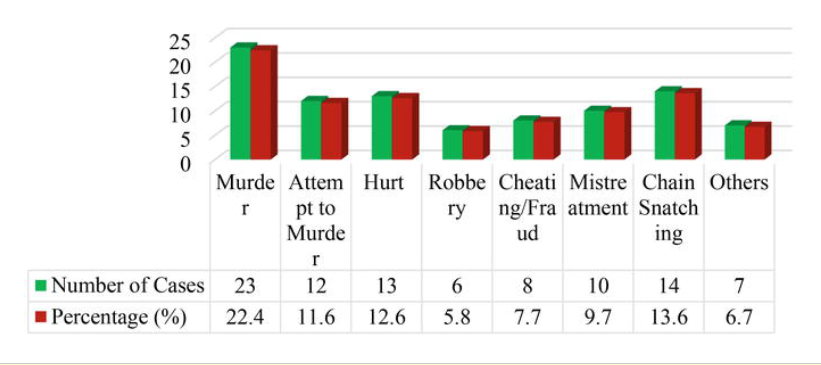 25
20
15
10
5
0
Murde Attem Hurt Robbe Cheati Mistre Chain Others
r pt to ry ng/Fra atment Snatch
Murde ud ing
r
Number of Cases 23 12 13 6 8 10 14 7
Percentage (%) 22.4 11.6 12.6 5.8 7.7 9.7 13.6 6.7